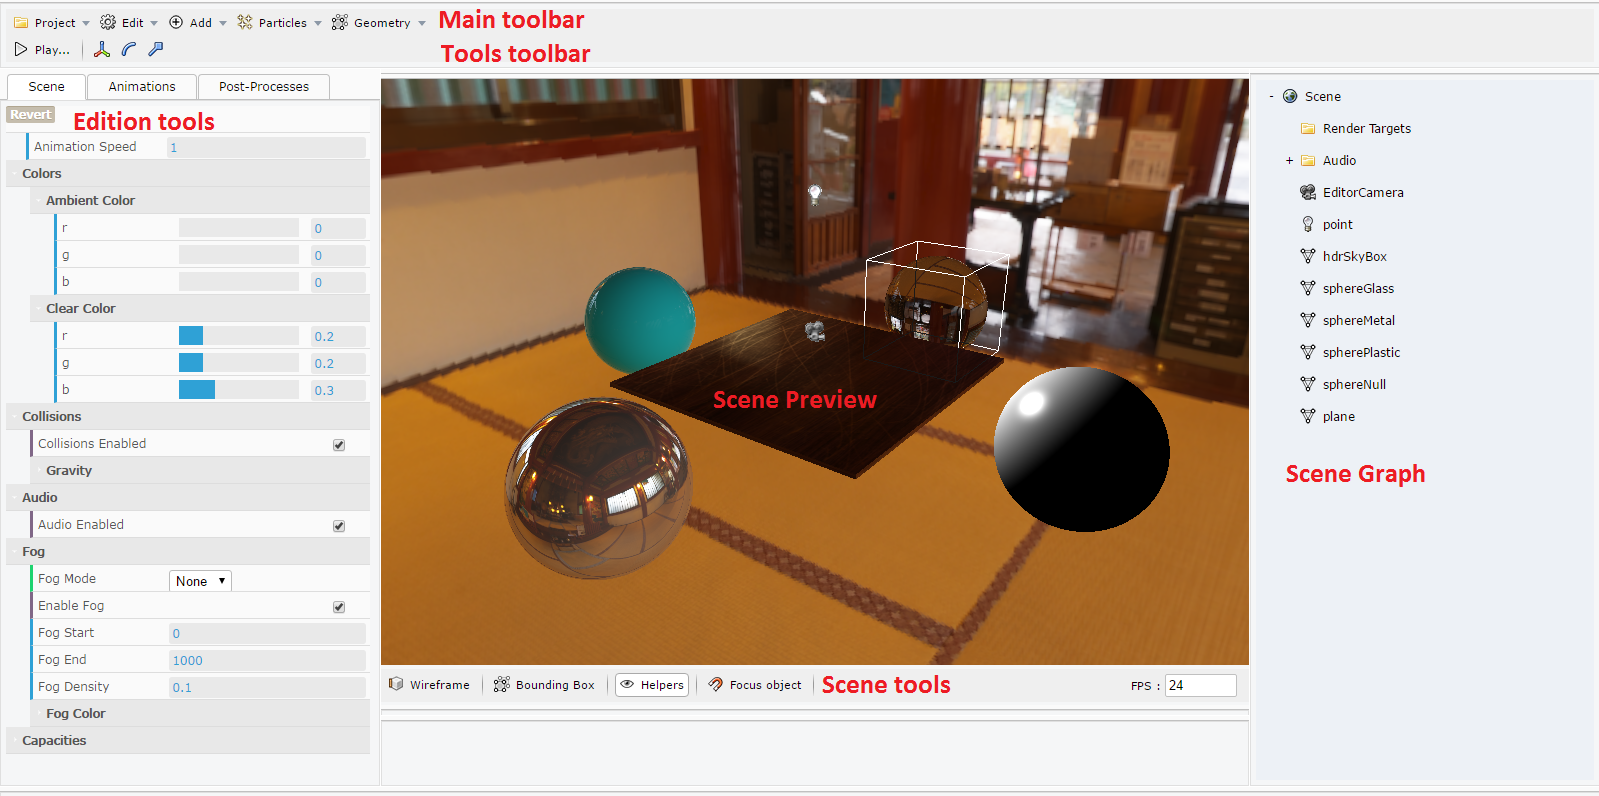 Project Edit Add Particles Geometry Main toolbar
Play... Tools toolbar
Scene Animations Post-Processes
Revert
Edition tools
Animation Speed 1
Colors
Ambient Color
r 0
g 0
b 0
Clear Color
r 0.2
g 0.2
b 0.3
Collisions
Collisions Enabled
Gravity
Audio
Audio Enabled
Fog
Fog Mode None
Enable Fog
Fog Start 0
Fog End 1000
Fog Density 0.1
Fog Color
Capacities
Scene Preview
Wireframe Bounding Box Helpers Focus object Scene tools FPS : 24
- Scene
Render Targets
+ Audio
EditorCamera
point
hdrSkyBox
sphereGlass
sphereMetal
spherePlastic
sphereNull
plane
Scene Graph